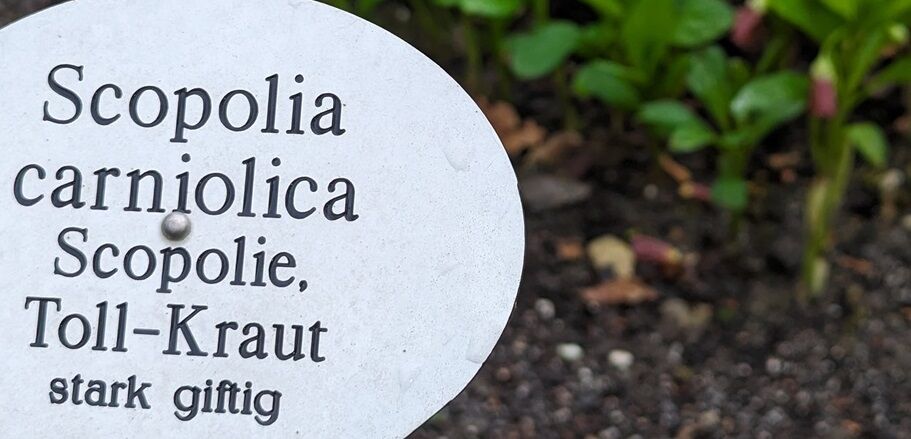 Scopolia
carniolica
Scopolie,
Toll-Kraut
stark giftig